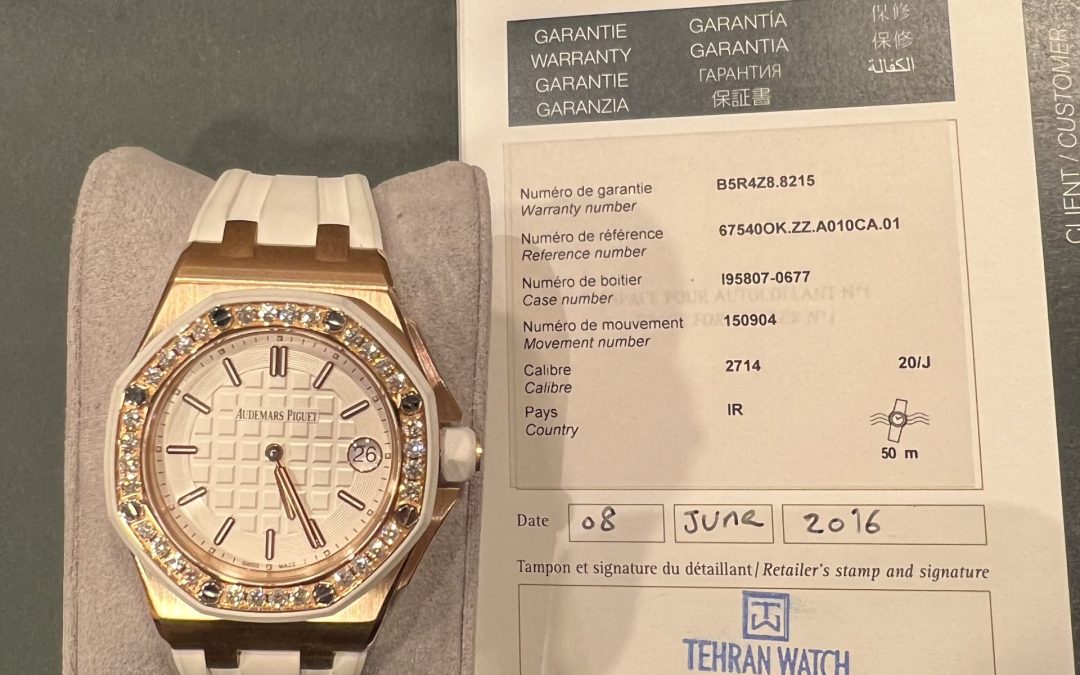 AUDEMARS PIGUET
26
SWISS MADE
GARANTIE
WARRANTY
GARANTIE
GARANZIA
GARANTÍA
GARANTIA
ГАРАНТИЯ
保証書
保修
保修
الكفالة
CLIENT / CUSTOMER
Numéro de garantie B5R4Z8.8215
Warranty number
Numéro de référence 67540OK.ZZ.A010CA.01
Reference number
Numéro de boitier I95807-0677
Case number
Numéro de mouvement 150904
Movement number
Calibre 2714 20/J
Calibre
Pays IR
Country
50 m
Date 08 June 2016
Tampon et signature du détaillant / Retailer's stamp and signature
TW
TEHRAN WATCH